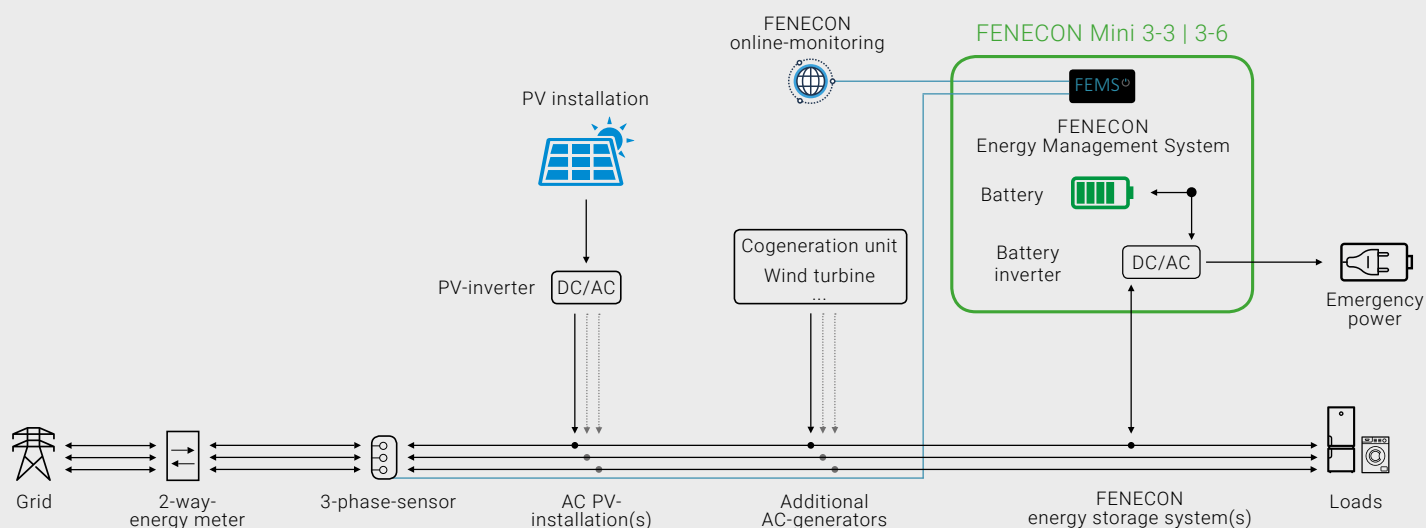 FENECON
online-monitoring
FENECON Mini 3-3 | 3-6
FEMS
PV installation
FENECON
Energy Management System
Battery
Cogeneration unit
Wind turbine
...
Battery
inverter
DC/AC
PV-inverter
DC/AC
Emergency
power
Grid
2-way-
energy meter
3-phase-sensor
AC PV-
installation(s)
Additional
AC-generators
FENECON
energy storage system(s)
Loads